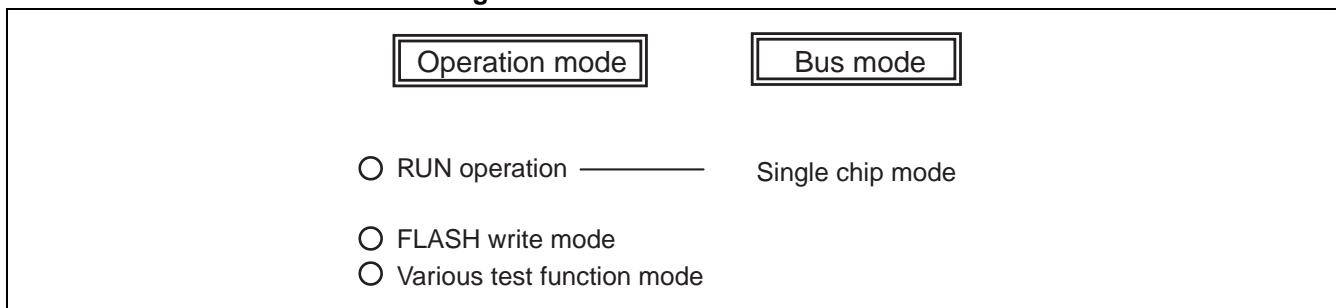 Operation mode Bus mode
RUN operation Single chip mode
FLASH write mode
Various test function mode